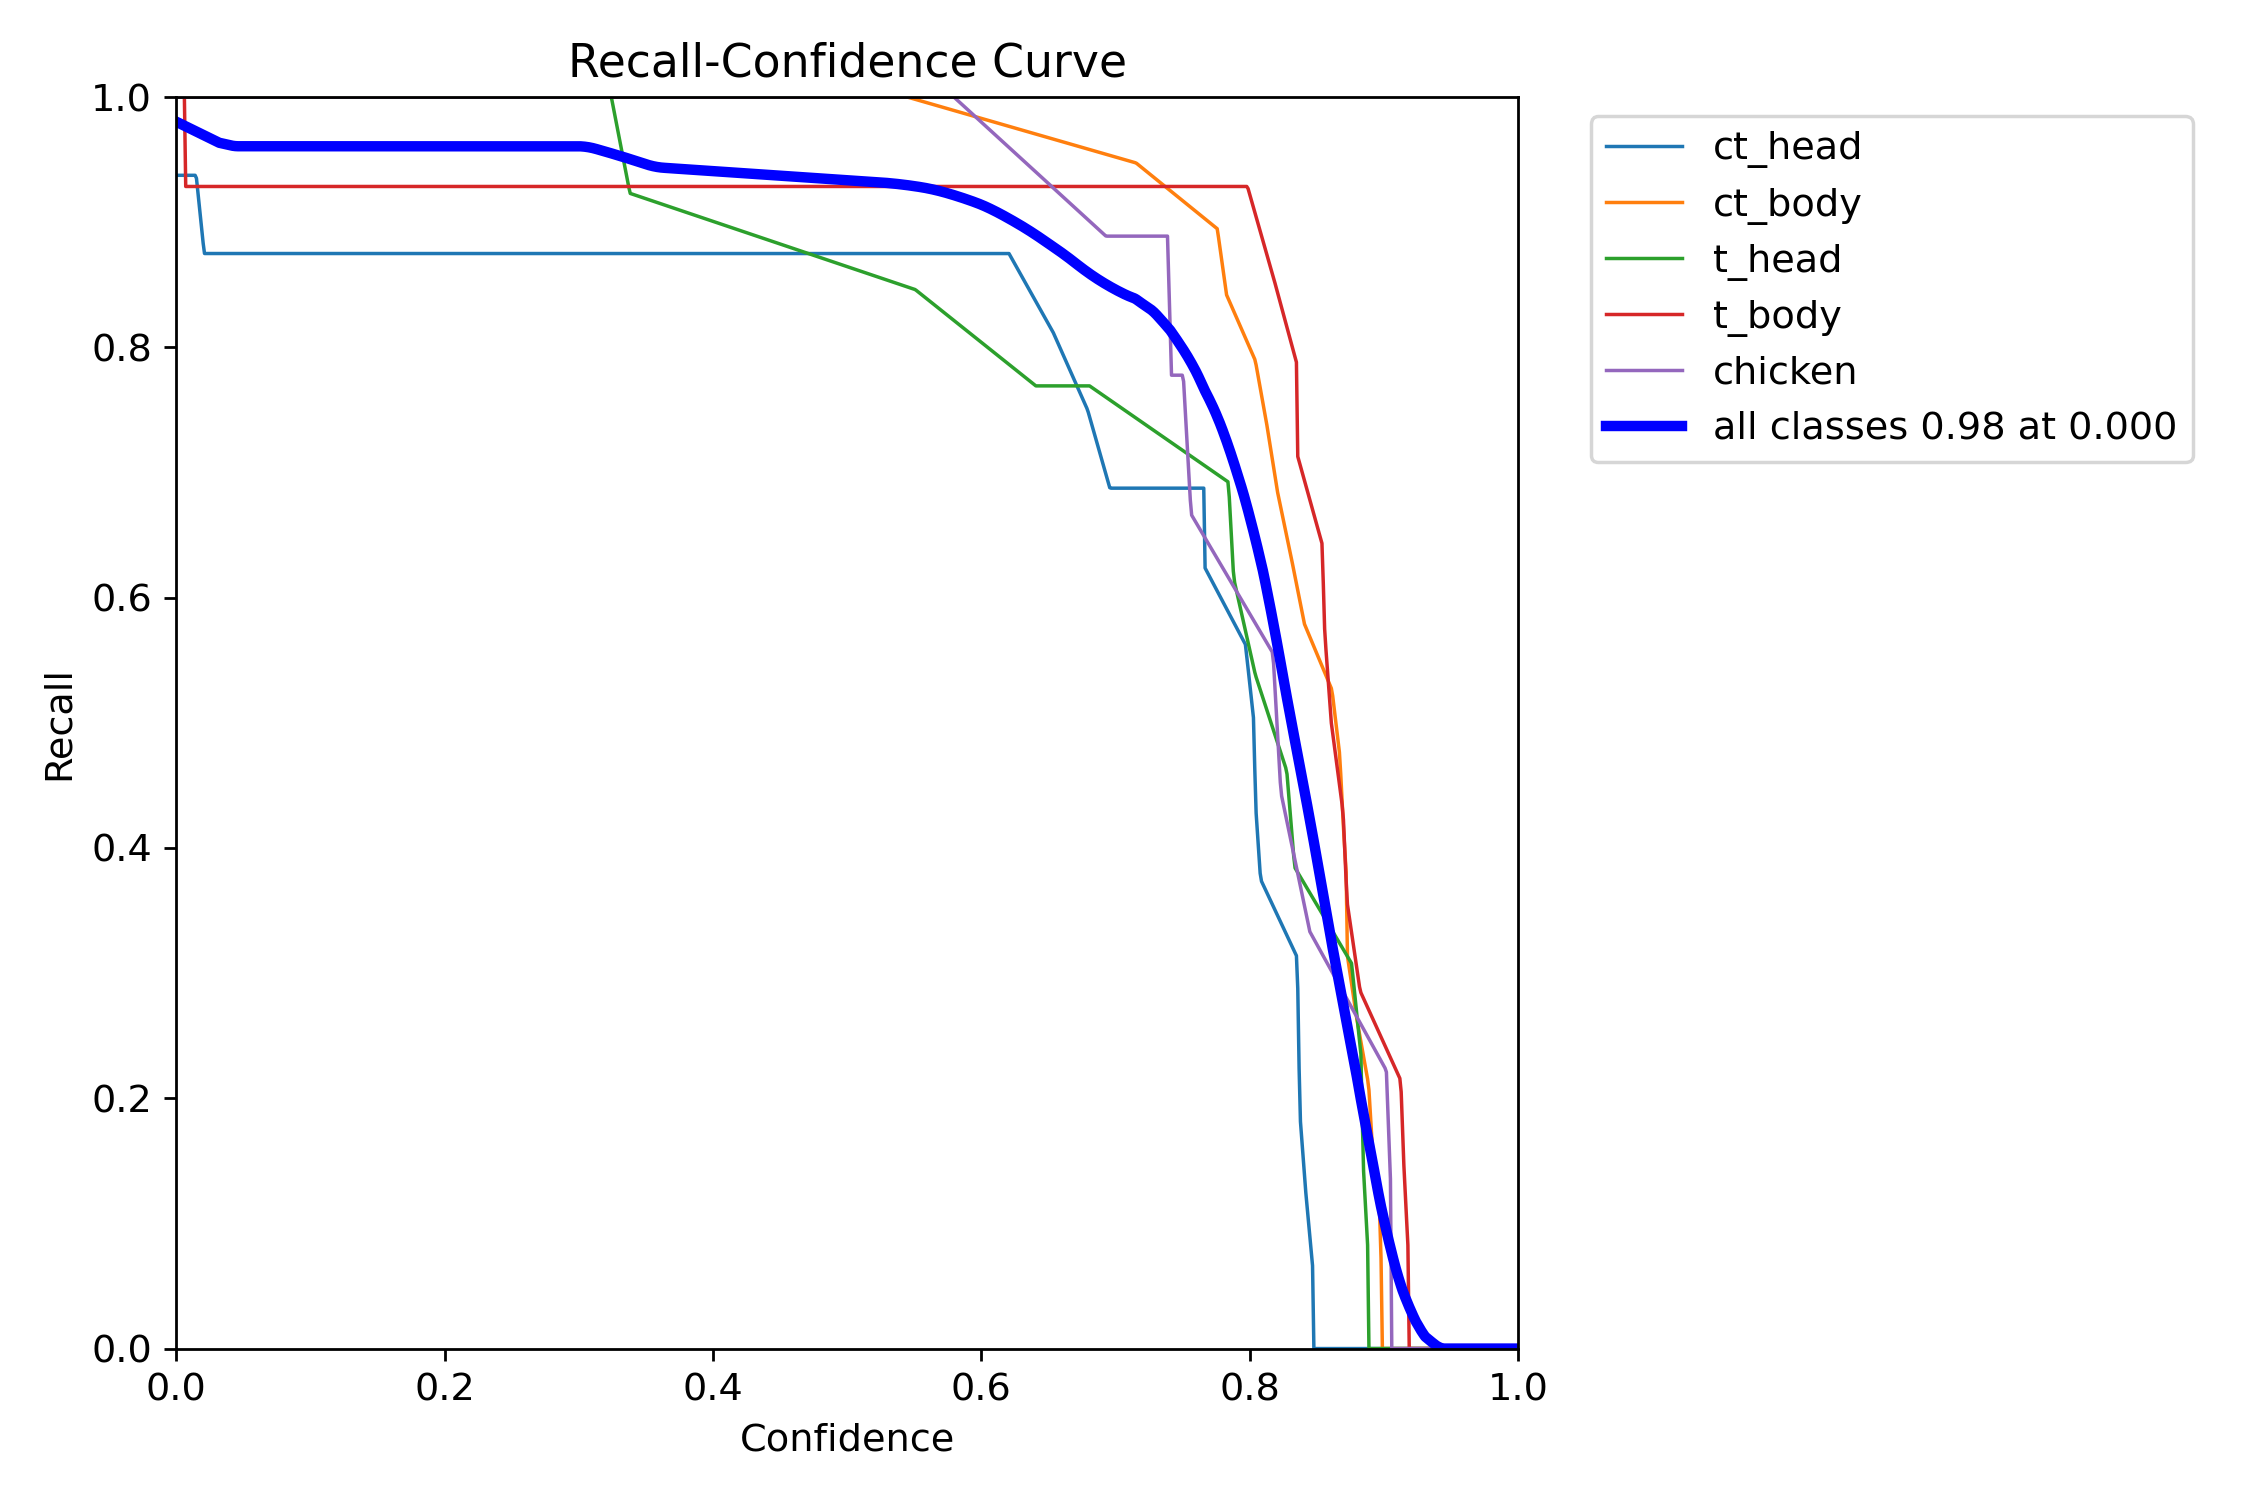 Recall-Confidence Curve
1.0
0.8
0.6
0.4
0.2
0.0
Recall
0.0 0.2 0.4 0.6 0.8 1.0
Confidence
ct_head
ct_body
t_head
t_body
chicken
all classes 0.98 at 0.000